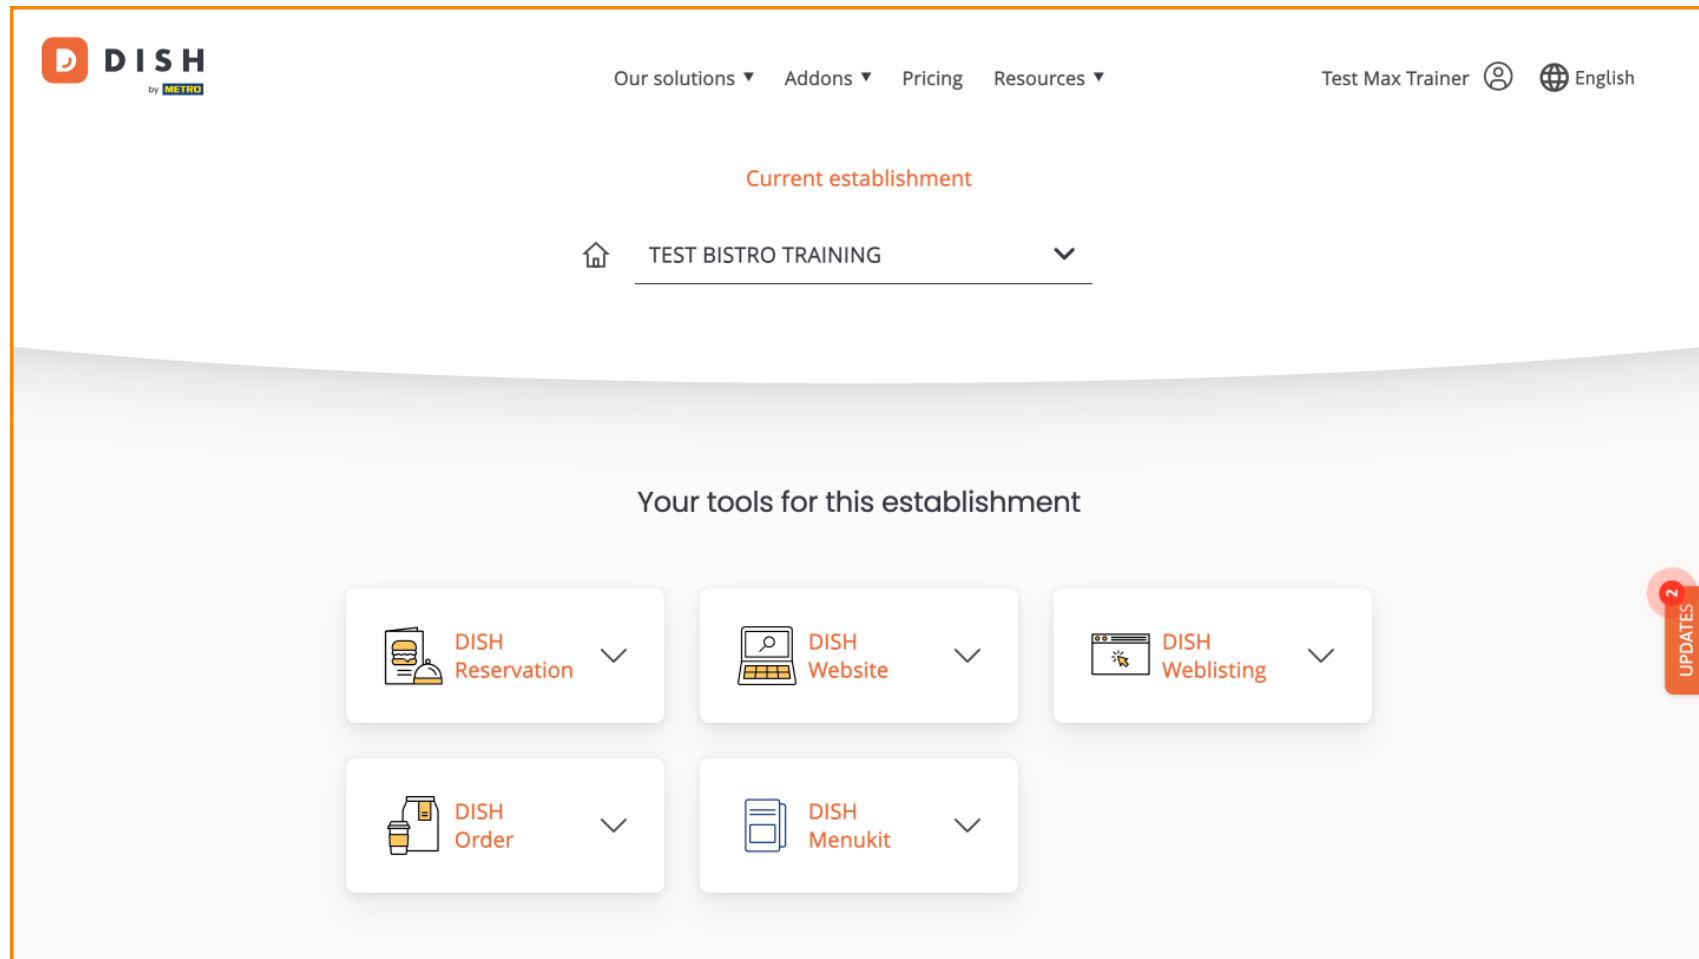 DISH
by METRO
Our solutions ▼ Addons ▼ Pricing Resources ▼ Test Max Trainer English
Current establishment
TEST BISTRO TRAINING
Your tools for this establishment
DISH
Reservation
DISH
Website
DISH
Weblisting
2
UPDATES
DISH
Order
DISH
Menukit